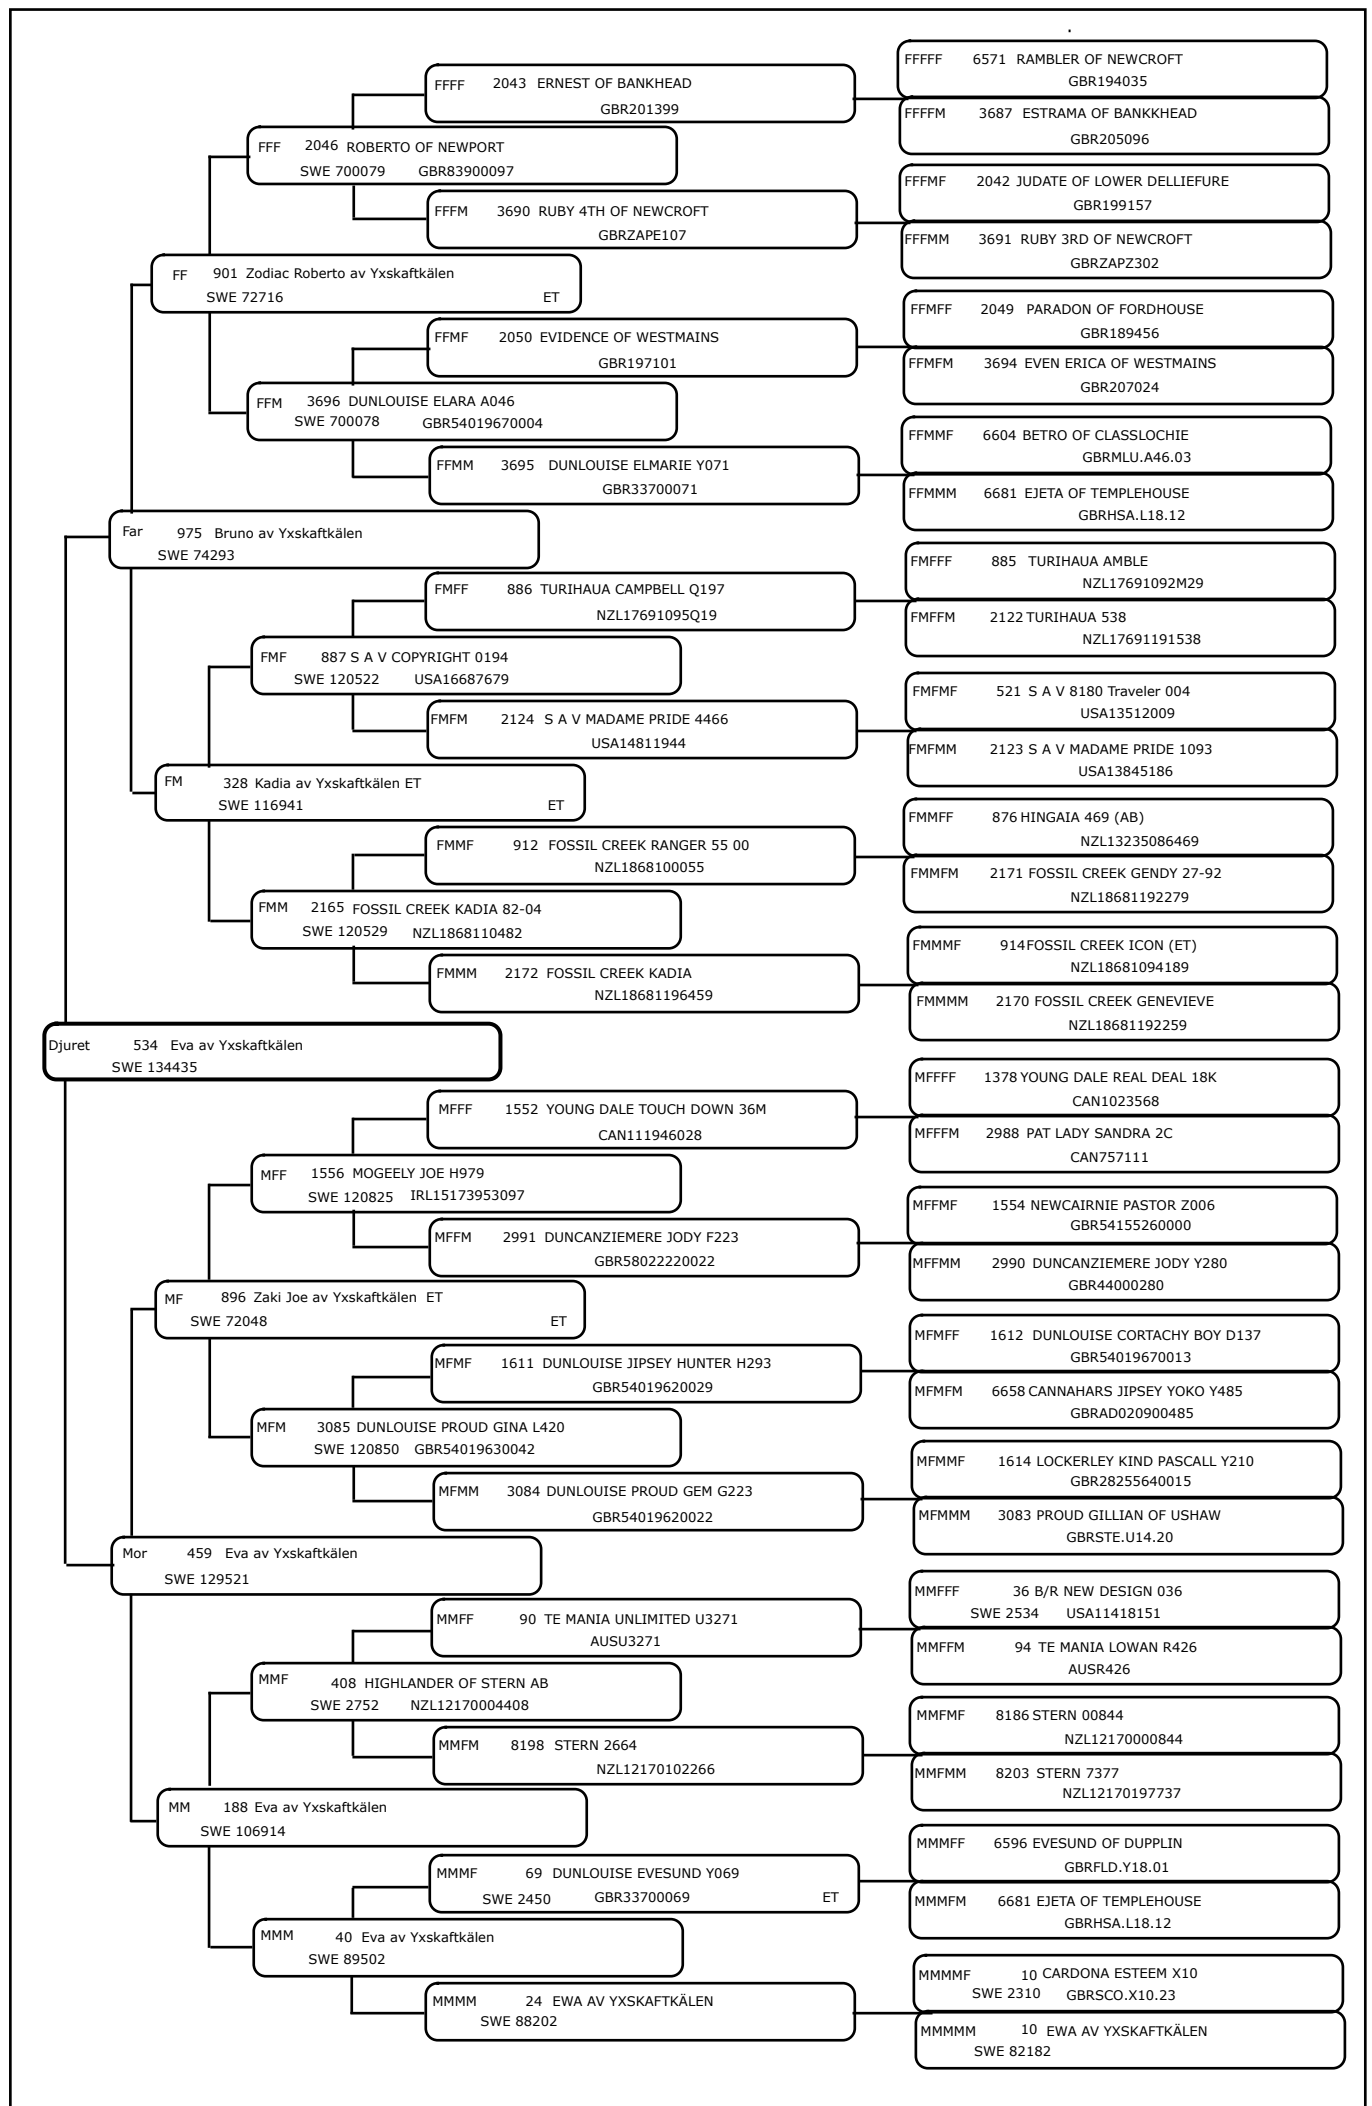 FFFFF 6571 RAMBLER OF NEWCROFT
GBR194035
FFFF 2043 ERNEST OF BANKHEAD
GBR201399
FFFFM 3687 ESTRAMA OF BANKKHEAD
GBR205096
FFF 2046 ROBERTO OF NEWPORT
SWE 700079 GBR83900097
FFFMF 2042 JUDATE OF LOWER DELLIEFURE
GBR199157
FFFM 3690 RUBY 4TH OF NEWCROFT
GBRZAPE107
FFFMM 3691 RUBY 3RD OF NEWCROFT
GBRZAPZ302
FF 901 Zodiac Roberto av Yxskaftkälen
SWE 72716 ET
FFMFF 2049 PARADON OF FORDHOUSE
GBR189456
FFMF 2050 EVIDENCE OF WESTMAINS
GBR197101
FFMFM 3694 EVEN ERICA OF WESTMAINS
GBR207024
FFM 3696 DUNLOUISE ELARA A046
SWE 700078 GBR54019670004
FFMMF 6604 BETRO OF CLASSLOCHIE
GBRMLU.A46.03
FFMM 3695 DUNLOUISE ELMARIE Y071
GBR33700071
FFMMM 6681 EJETA OF TEMPLEHOUSE
GBRHSA.L18.12
Far 975 Bruno av Yxskaftkälen
SWE 74293
FMFFF 885 TURIHAUA AMBLE
NZL17691092M29
FMFF 886 TURIHAUA CAMPBELL Q197
NZL17691095Q19
FMFFM 2122 TURIHAUA 538
NZL17691191538
FMF 887 S A V COPYRIGHT 0194
SWE 120522 USA16687679
FMFMF 521 S A V 8180 Traveler 004
USA13512009
FMFM 2124 S A V MADAME PRIDE 4466
USA14811944
FMFMM 2123 S A V MADAME PRIDE 1093
USA13845186
FM 328 Kadia av Yxskaftkälen ET
SWE 116941 ET
FMMFF 876 HINGAIA 469 (AB)
NZL13235086469
FMMF 912 FOSSIL CREEK RANGER 55 00
NZL1868100055
FMMFM 2171 FOSSIL CREEK GENDY 27-92
NZL18681192279
FMM 2165 FOSSIL CREEK KADIA 82-04
SWE 120529 NZL1868110482
FMMMF 914 FOSSIL CREEK ICON (ET)
NZL18681094189
FMMM 2172 FOSSIL CREEK KADIA
NZL18681196459
FMMMM 2170 FOSSIL CREEK GENEVIEVE
NZL18681192259
Djuret 534 Eva av Yxskaftkälen
SWE 134435
MFFFF 1378 YOUNG DALE REAL DEAL 18K
CAN1023568
MFFF 1552 YOUNG DALE TOUCH DOWN 36M
CAN111946028
MFFFM 2988 PAT LADY SANDRA 2C
CAN757111
MFF 1556 MOGEELY JOE H979
SWE 120825 IRL15173953097
MFFMF 1554 NEWCAIRNIE PASTOR Z006
GBR54155260000
MFFM 2991 DUNCANZIEMERE JODY F223
GBR58022220022
MFFMM 2990 DUNCANZIEMERE JODY Y280
GBR44000280
MF 896 Zaki Joe av Yxskaftkälen ET
SWE 72048 ET
MFMFF 1612 DUNLOUISE CORTACHY BOY D137
GBR54019670013
MFMF 1611 DUNLOUISE JIPSEY HUNTER H293
GBR54019620029
MFMFM 6658 CANNAHARS JIPSEY YOKO Y485
GBRAD020900485
MFM 3085 DUNLOUISE PROUD GINA L420
SWE 120850 GBR54019630042
MFMMF 1614 LOCKERLEY KIND PASCALL Y210
GBR28255640015
MFMM 3084 DUNLOUISE PROUD GEM G223
GBR54019620022
MFMMM 3083 PROUD GILLIAN OF USHAW
GBRSTE.U14.20
Mor 459 Eva av Yxskaftkälen
SWE 129521
MMFFF 36 B/R NEW DESIGN 036
SWE 2534 USA11418151
MMFF 90 TE MANIA UNLIMITED U3271
AUSU3271
MMFFM 94 TE MANIA LOWAN R426
AUSR426
MMF 408 HIGHLANDER OF STERN AB
SWE 2752 NZL12170004408
MMFMF 8186 STERN 00844
NZL12170000844
MMFM 8198 STERN 2664
NZL12170102266
MMFMM 8203 STERN 7377
NZL12170197737
MM 188 Eva av Yxskaftkälen
SWE 106914
MMMFF 6596 EVESUND OF DUPPLIN
GBRFLD.Y18.01
MMMF 69 DUNLOUISE EVESUND Y069
SWE 2450 GBR33700069 ET
MMMFM 6681 EJETA OF TEMPLEHOUSE
GBRHSA.L18.12
MMM 40 Eva av Yxskaftkälen
SWE 89502
MMMMF 10 CARDONA ESTEEM X10
SWE 2310 GBRSCO.X10.23
MMMM 24 EWA AV YXSKAFTKÄLEN
SWE 88202
MMMMM 10 EWA AV YXSKAFTKÄLEN
SWE 82182